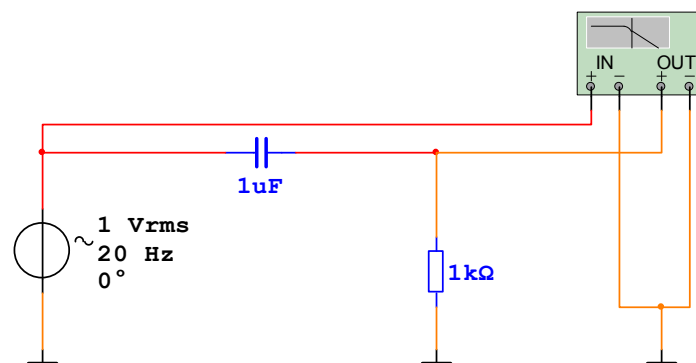 IN OUT
+ − + −
1uF
1 Vrms
20 Hz
0°
1kΩ